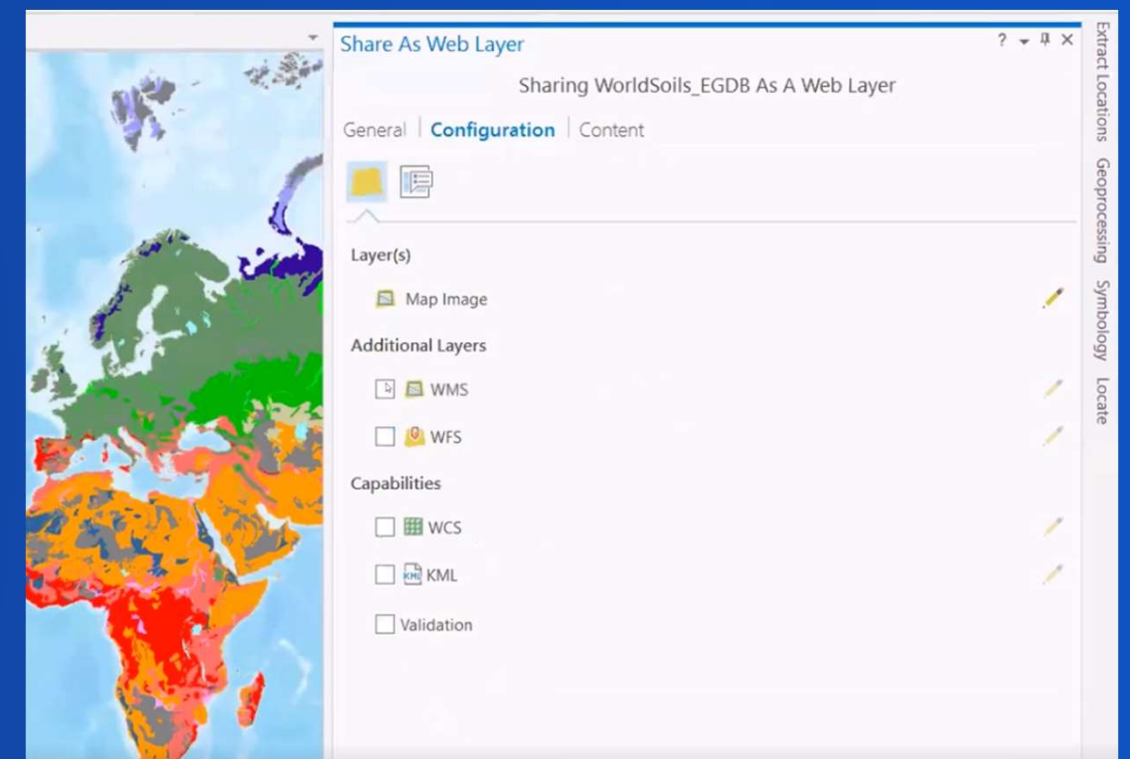 Share As Web Layer
?
Sharing WorldSoils_EGDB As A Web Layer
General Configuration Content
Layer(s)
Map Image
Additional Layers
WMS
WFS
Capabilities
WCS
KML KML
Validation
Extract Locations
Geoprocessing
Symbology
Locate